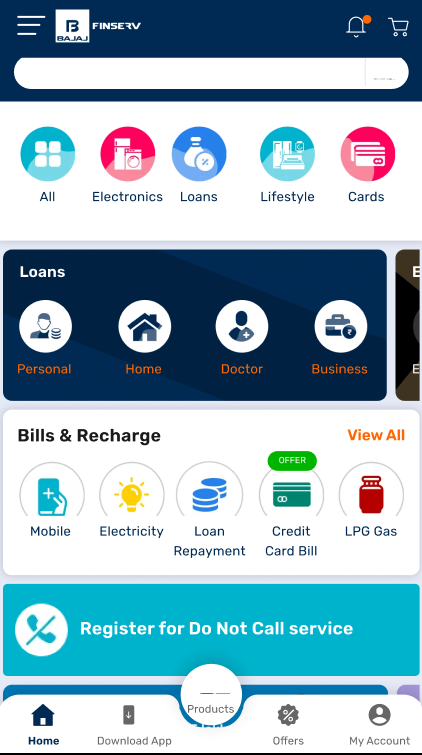 B
BAJAJ
FINSERV
All
Electronics
Loans
Lifestyle
Cards
Loans
Personal
Home
Doctor
Business
Bills & Recharge
View All
OFFER
Mobile
Electricity
Loan
Repayment
Credit
Card Bill
LPG Gas
Register for Do Not Call service
Home
Download App
Products
Offers
My Account